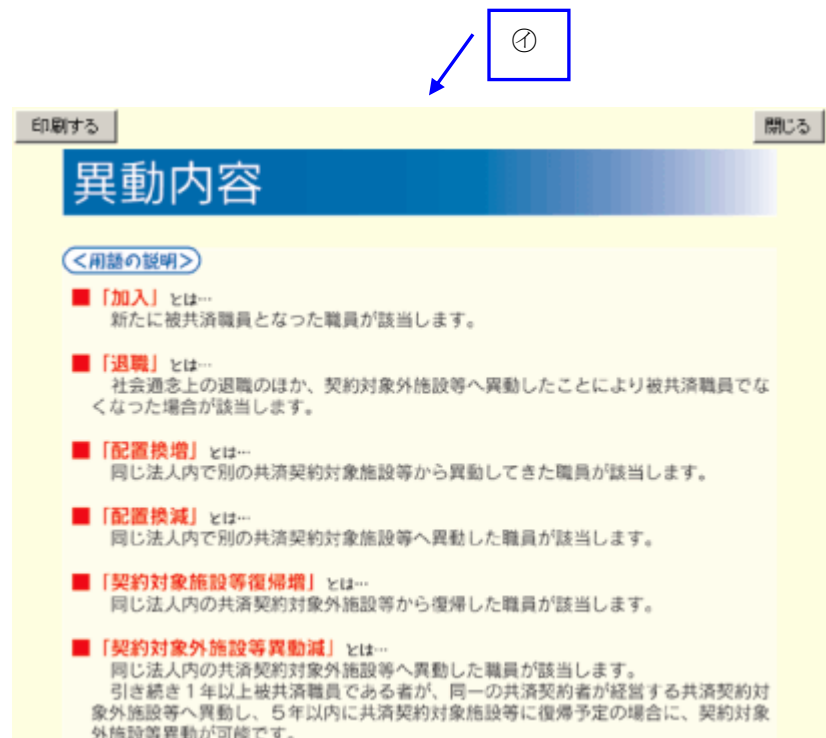 ㋑
印刷する
閉じる
異動内容
<用語の説明>
■「加入」とは…
新たに被共済職員となった職員が該当します。
■「退職」とは…
社会通念上の退職のほか、契約対象外施設等へ異動したことにより被共済職員でな
くなった場合が該当します。
■「配置換増」とは…
同じ法人内で別の共済契約対象施設等から異動してきた職員が該当します。
■「配置換減」とは…
同じ法人内で別の共済契約対象施設等へ異動した職員が該当します。
■「契約対象施設等復帰増」とは…
同じ法人内の共済契約対象外施設等から復帰した職員が該当します。
■「契約対象外施設等異動減」とは…
同じ法人内の共済契約対象外施設等へ異動した職員が該当します。
引き続き1年以上被共済職員である者が、同一の共済契約者が経営する共済契約対
象外施設等へ異動し、5年以内に共済契約対象施設等に復帰予定の場合に、契約対象
外施設等異動が可能です。